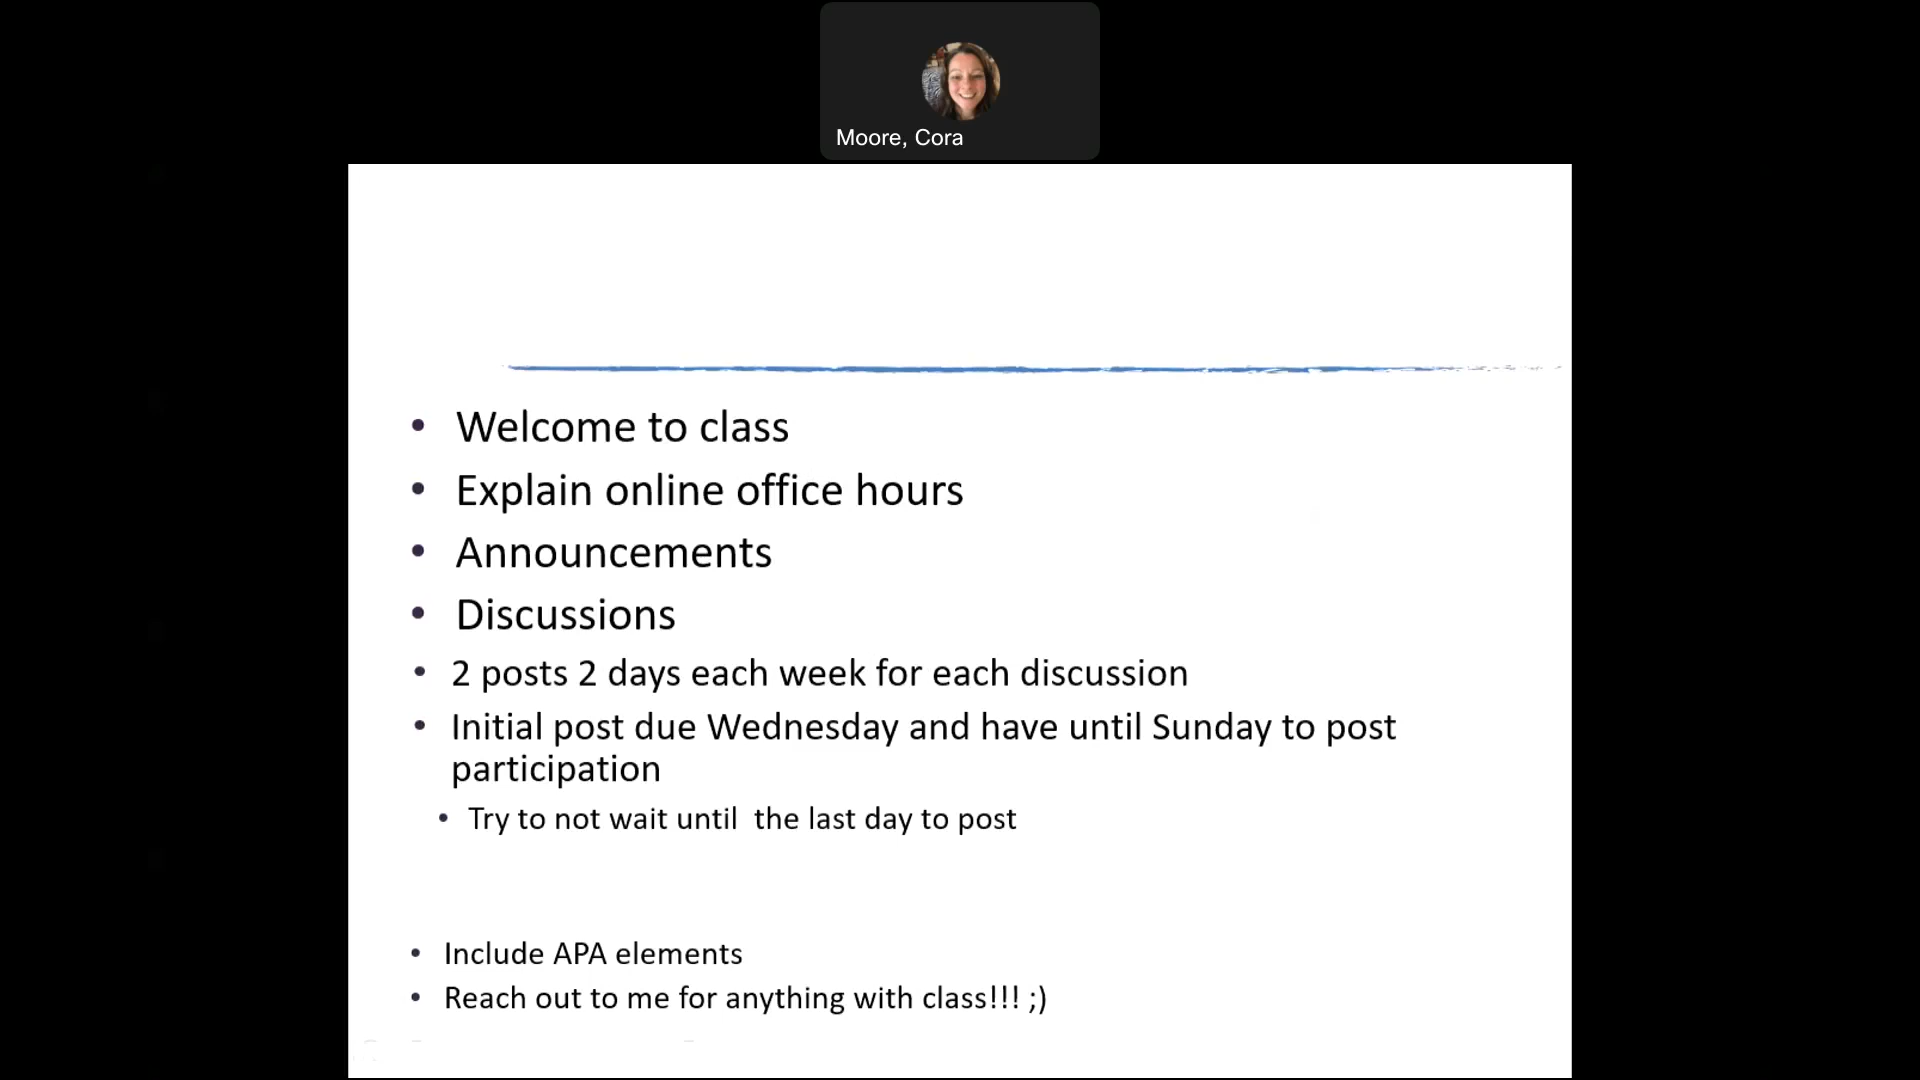 Moore, Cora
• Welcome to class
• Explain online office hours
• Announcements
• Discussions
• 2 posts 2 days each week for each discussion
• Initial post due Wednesday and have until Sunday to post
participation
• Try to not wait until  the last day to post
• Include APA elements
• Reach out to me for anything with class!!! ;)